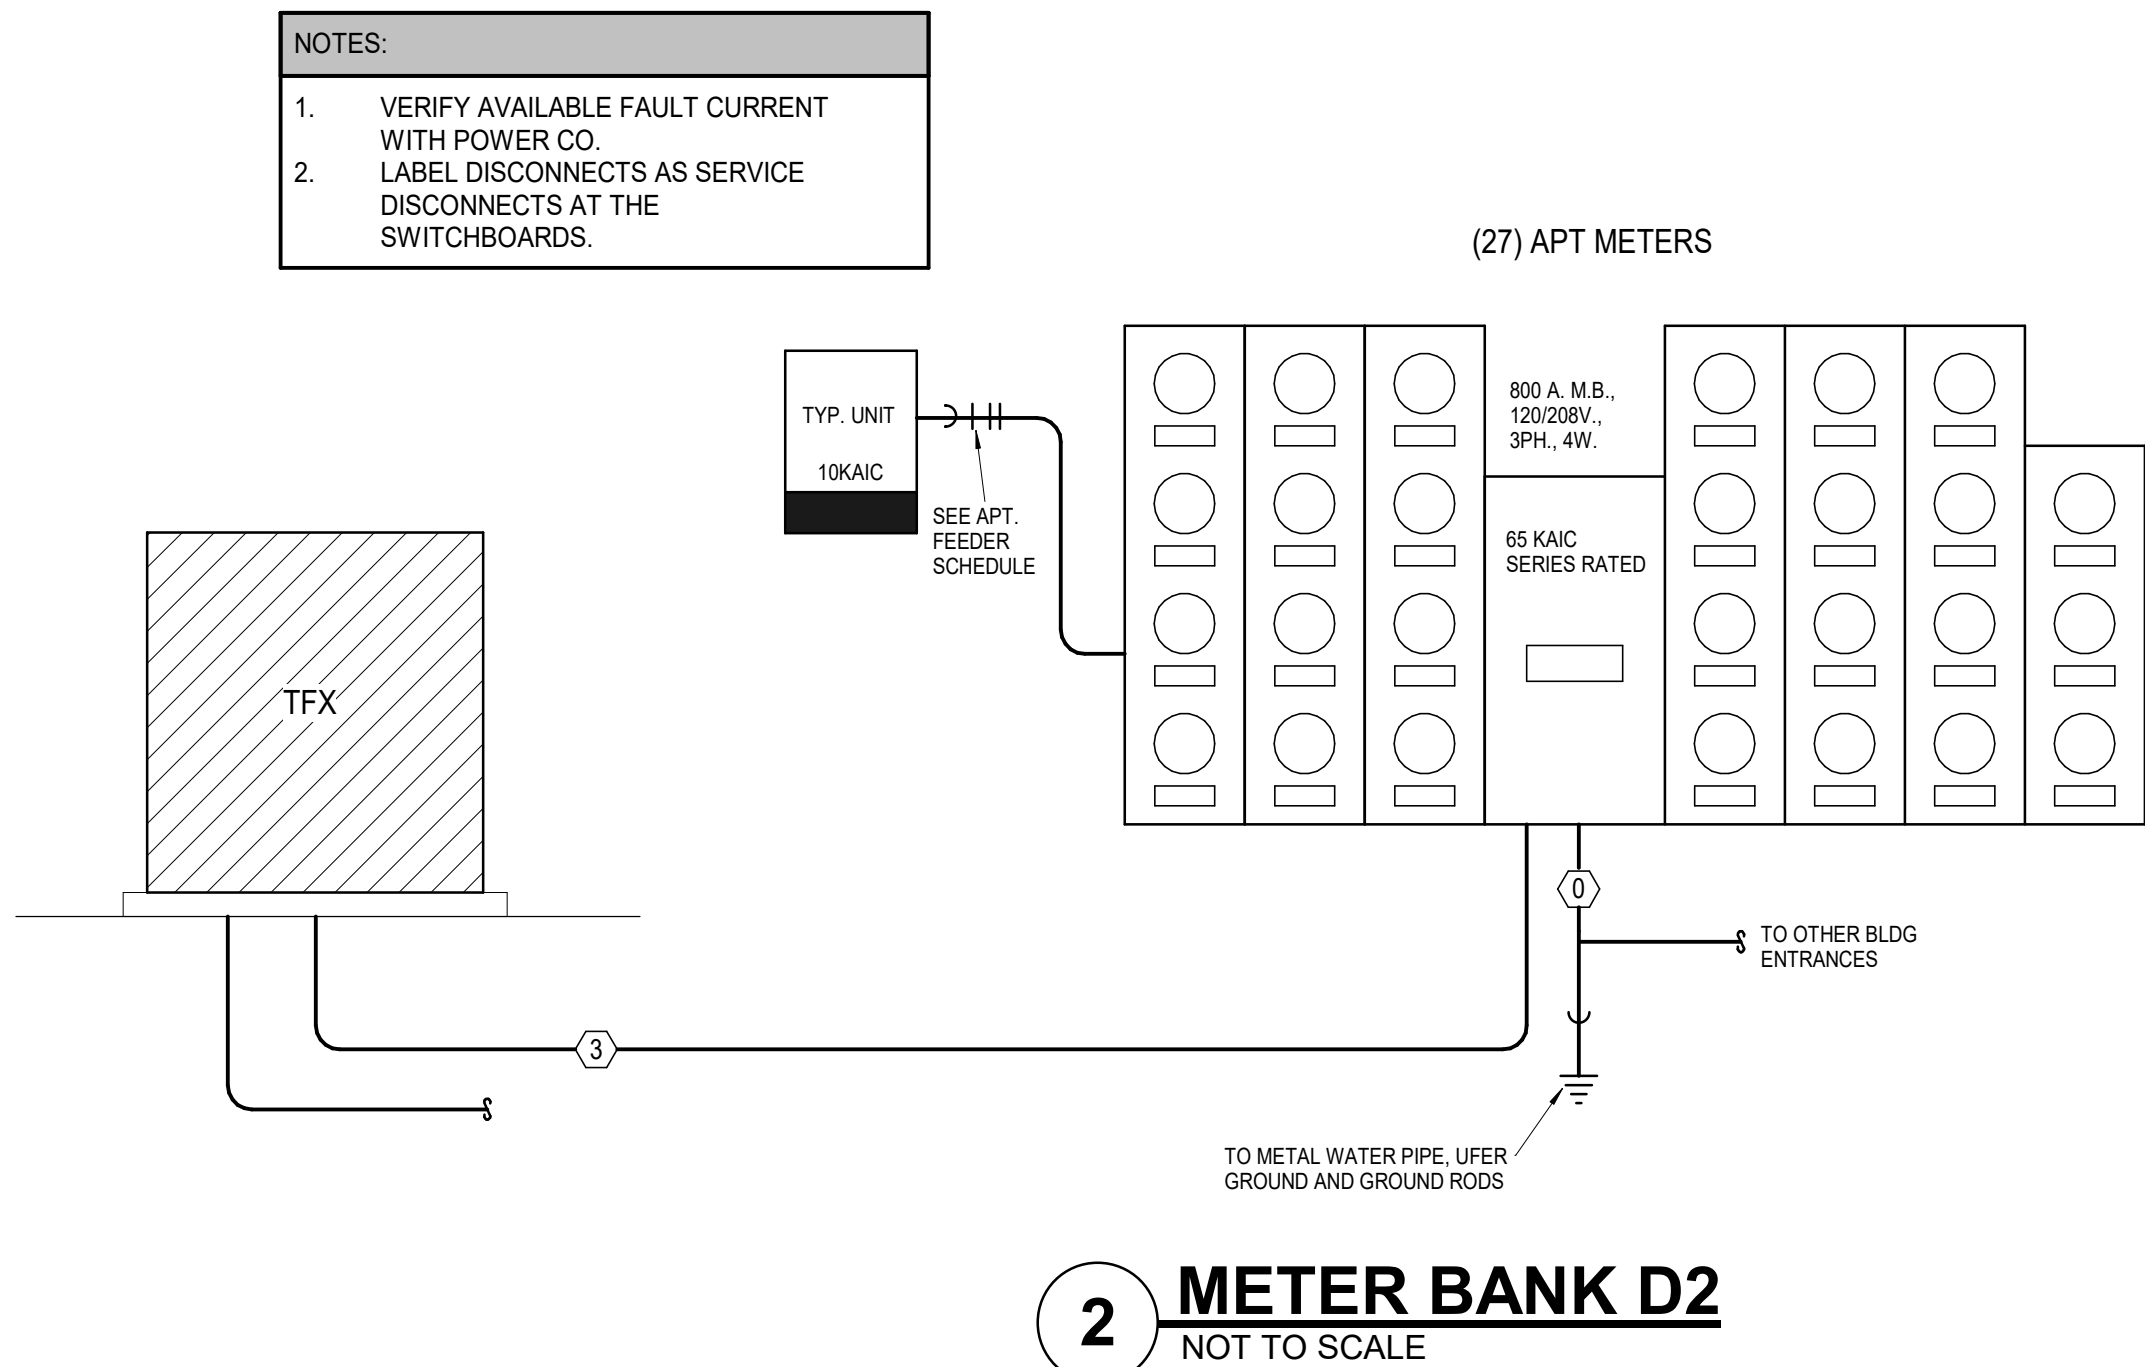 NOTES:
1. VERIFY AVAILABLE FAULT CURRENT
WITH POWER CO.
2. LABEL DISCONNECTS AS SERVICE
DISCONNECTS AT THE
SWITCHBOARDS.
(27) APT METERS
TYP. UNIT
10KAIC
SEE APT.
FEEDER
SCHEDULE
800 A. M.B.,
120/208V.,
3PH., 4W.
65 KAIC
SERIES RATED
TFX
0
TO OTHER BLDG
ENTRANCES
3
TO METAL WATER PIPE, UFER
GROUND AND GROUND RODS
2
METER BANK D2
NOT TO SCALE